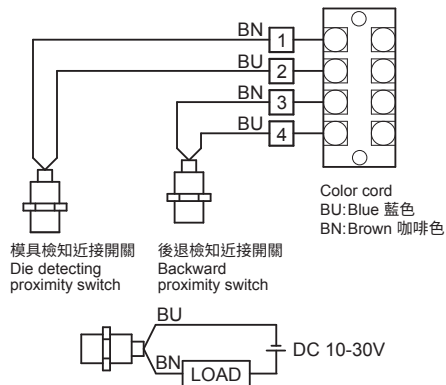 BN 1
BU 2
BN 3
BU 4
Color cord
BU:Blue 藍色
BN:Brown 咖啡色
模具檢知近接開關
Die detecting
proximity switch
後退檢知近接開關
Backward
proximity switch
BU
DC 10-30V
BN
LOAD